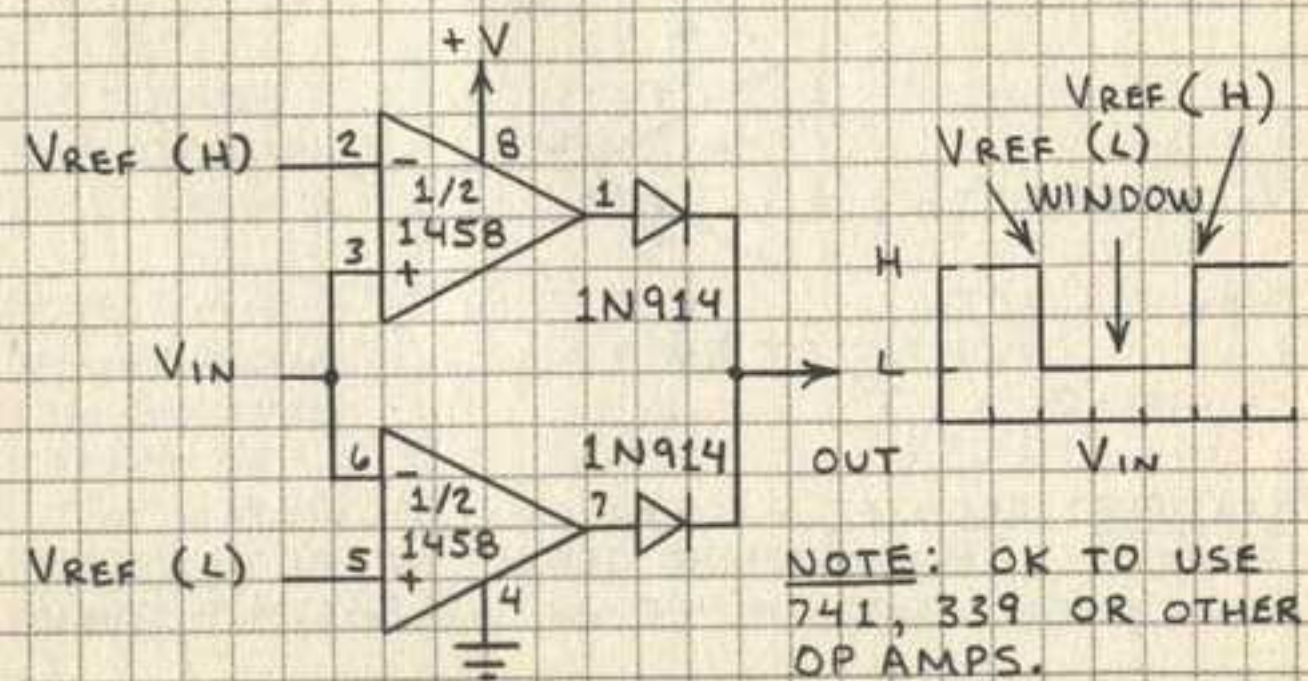 +V
VREF (H)
2
-
8
1/2
1458
1
3
+
1N914
VIN
6
-
1/2
1458
7
1N914
VREF (L)
5
+
4
OUT
VREF (H)
VREF (L)
WINDOW
H
L
VIN
NOTE: OK TO USE
741, 339 OR OTHER
OP AMPS.